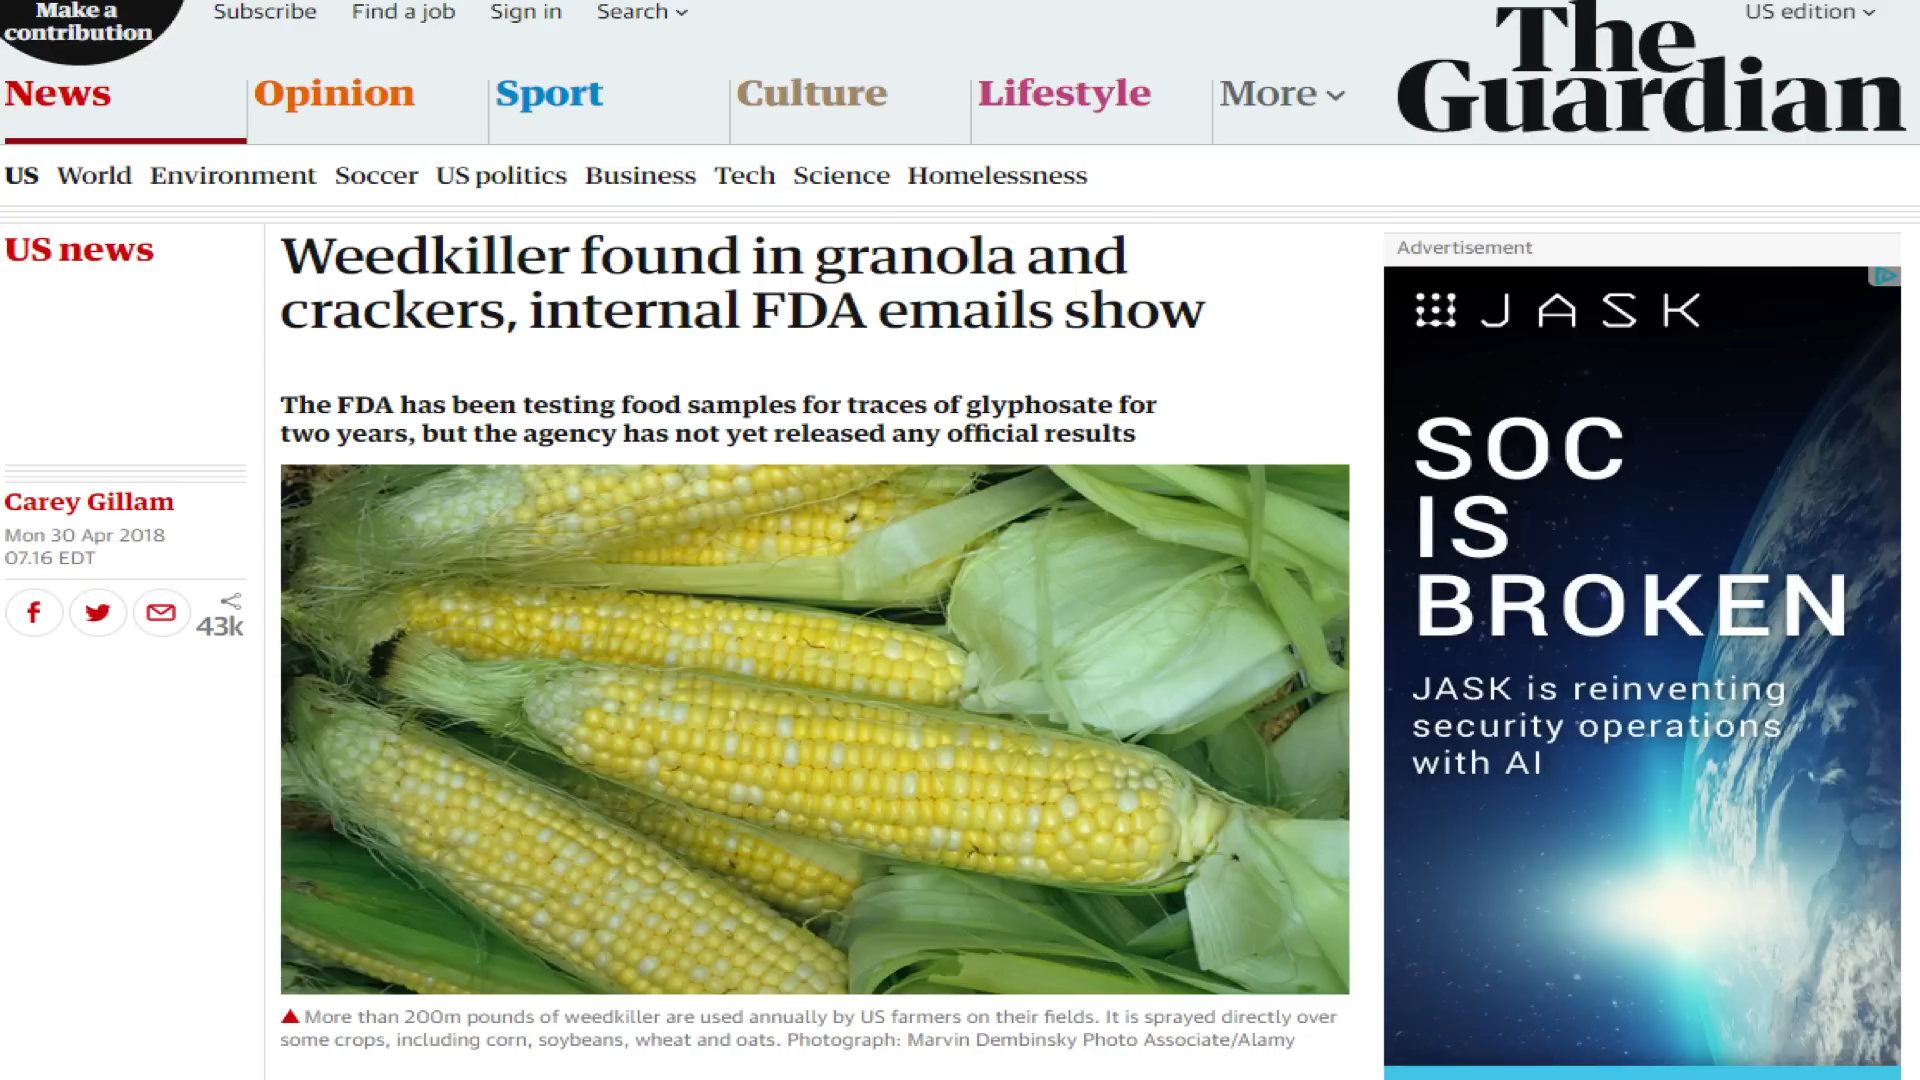 Make a
contribution
Subscribe Find a job Sign in Search
US edition
The
Guardian
News Opinion Sport Culture Lifestyle More
US World Environment Soccer US politics Business Tech Science Homelessness
US news
Weedkiller found in granola and
crackers, internal FDA emails show
The FDA has been testing food samples for traces of glyphosate for
two years, but the agency has not yet released any official results
Carey Gillam
Mon 30 Apr 2018
07.16 EDT
43k
More than 200m pounds of weedkiller are used annually by US farmers on their fields. It is sprayed directly over
some crops, including corn, soybeans, wheat and oats. Photograph: Marvin Dembinsky Photo Associate/Alamy
Advertisement
JASK
SOC
IS
BROKEN
JASK is reinventing
security operations
with AI